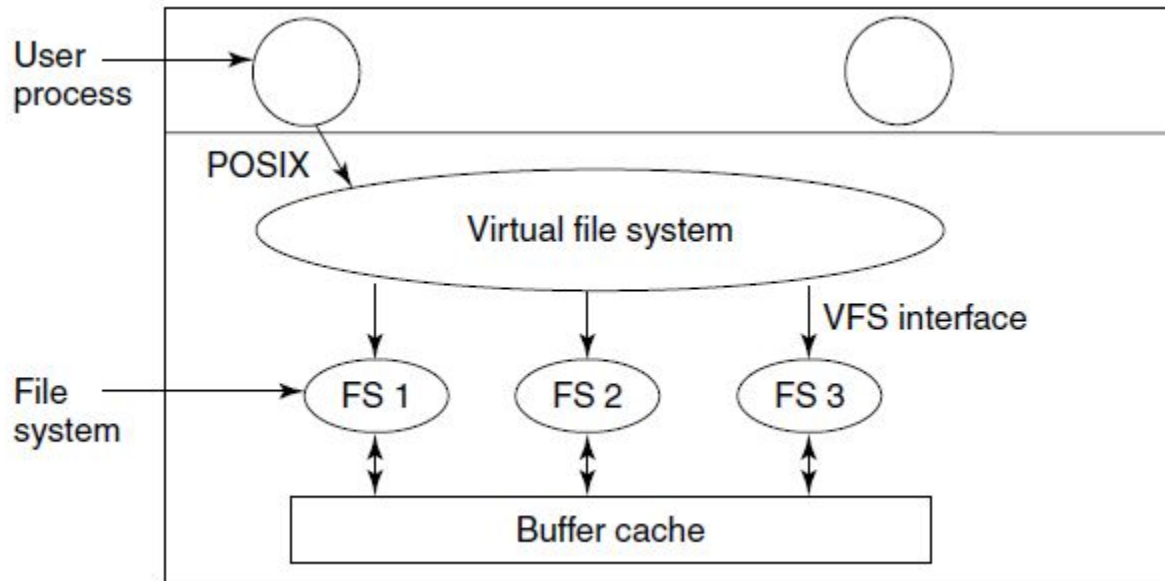 User
process
POSIX
Virtual file system
VFS interface
File
system
FS 1
FS 2
FS 3
Buffer cache